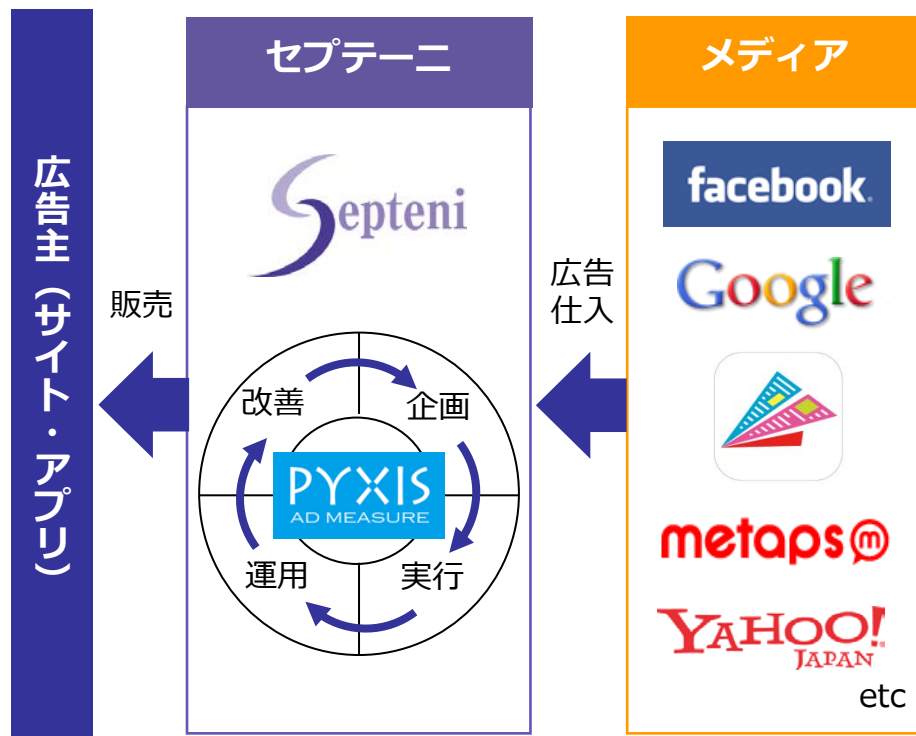 広告主（サイト・アプリ）
販売
セプテーニ
Septeni
改善
企画
PYXIS
AD MEASURE
運用
実行
広告
仕入
メディア
facebook.
Google
metaps m
YAHOO!
JAPAN
etc